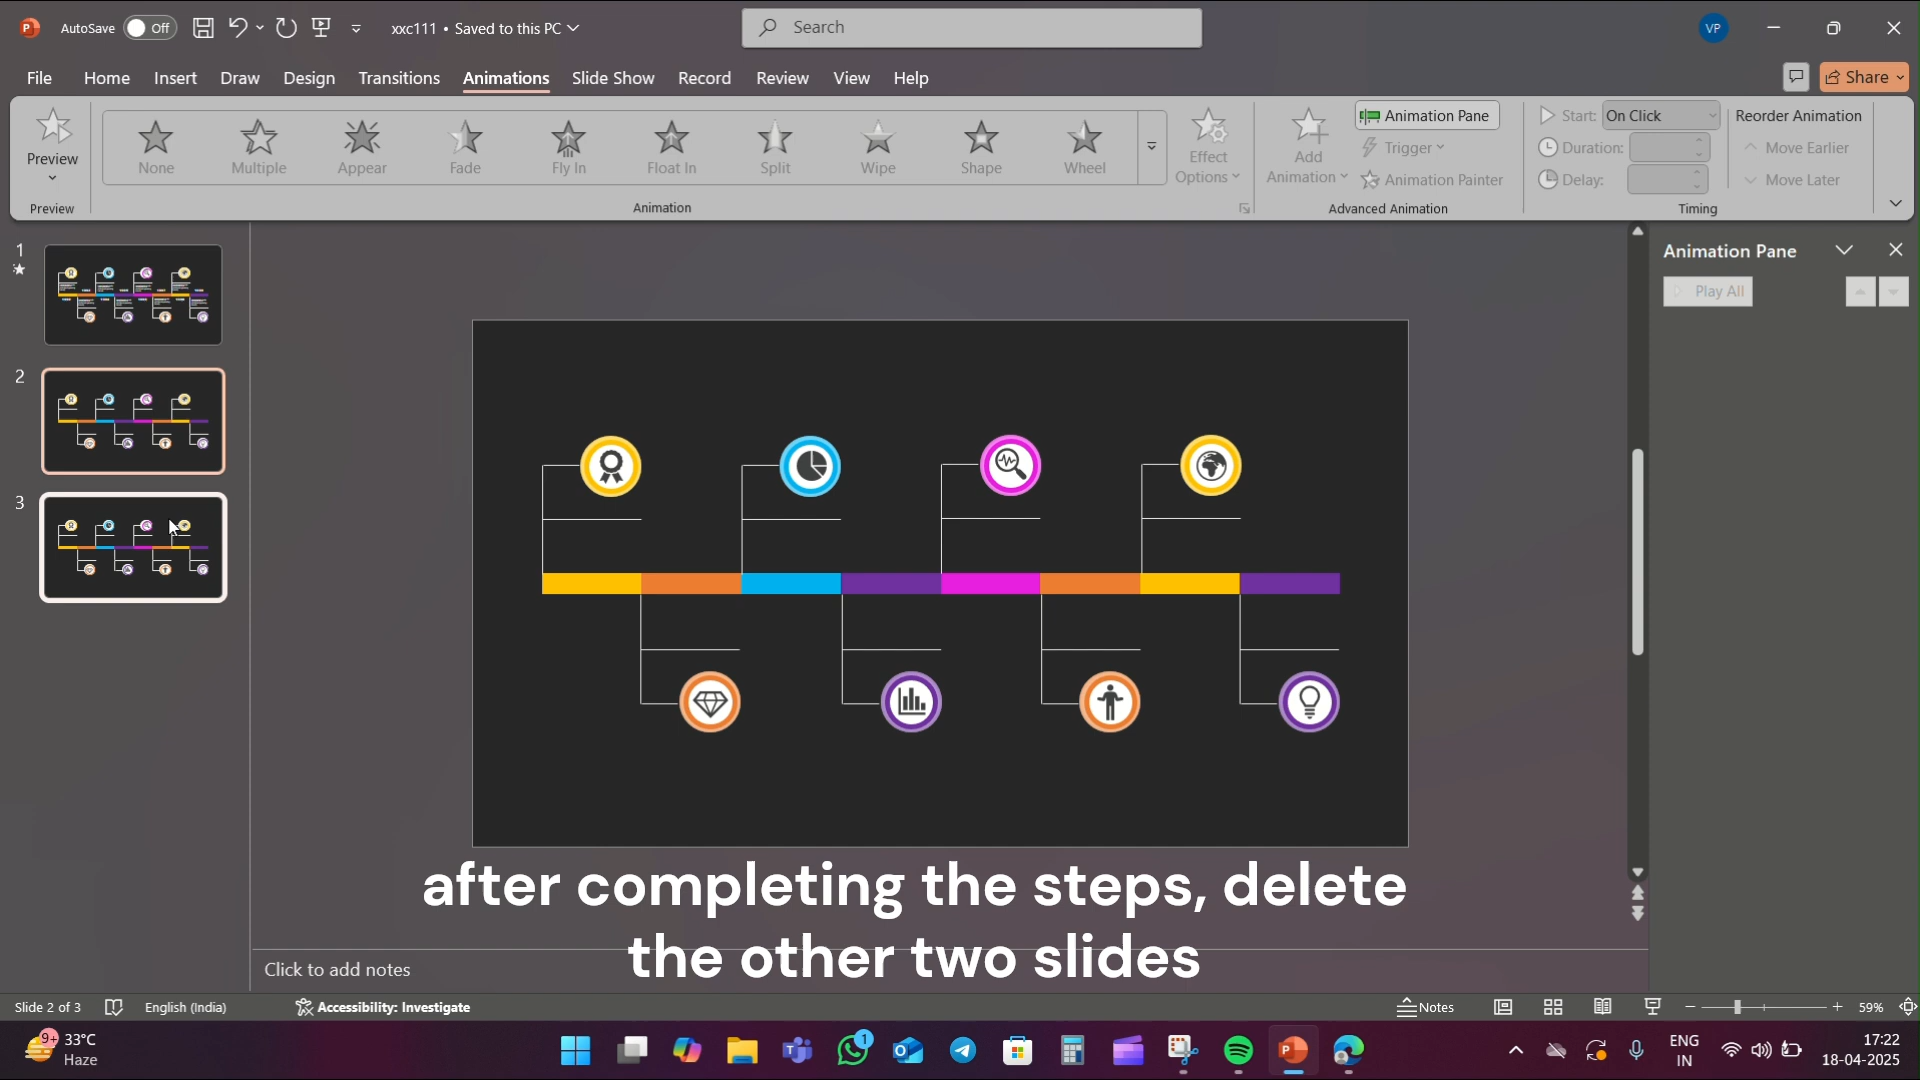 AutoSave Off xxc111 • Saved to this PC Search VP
File Home Insert Draw Design Transitions Animations Slide Show Record Review View Help Share
Preview
Preview
None Multiple Appear Fade Fly In Float In Split Wipe Shape Wheel
Animation
Effect Options
Add Animation
Animation Pane
Trigger
Animation Painter
Advanced Animation
Start: On Click
Duration:
Delay:
Timing
Reorder Animation
Move Earlier
Move Later
1
2
3
Animation Pane
Play All
after completing the steps, delete
the other two slides
Click to add notes
Slide 2 of 3 English (India) Accessibility: Investigate Notes 59%
9+ 33°C
Haze
1
ENG
IN
17:22
18-04-2025